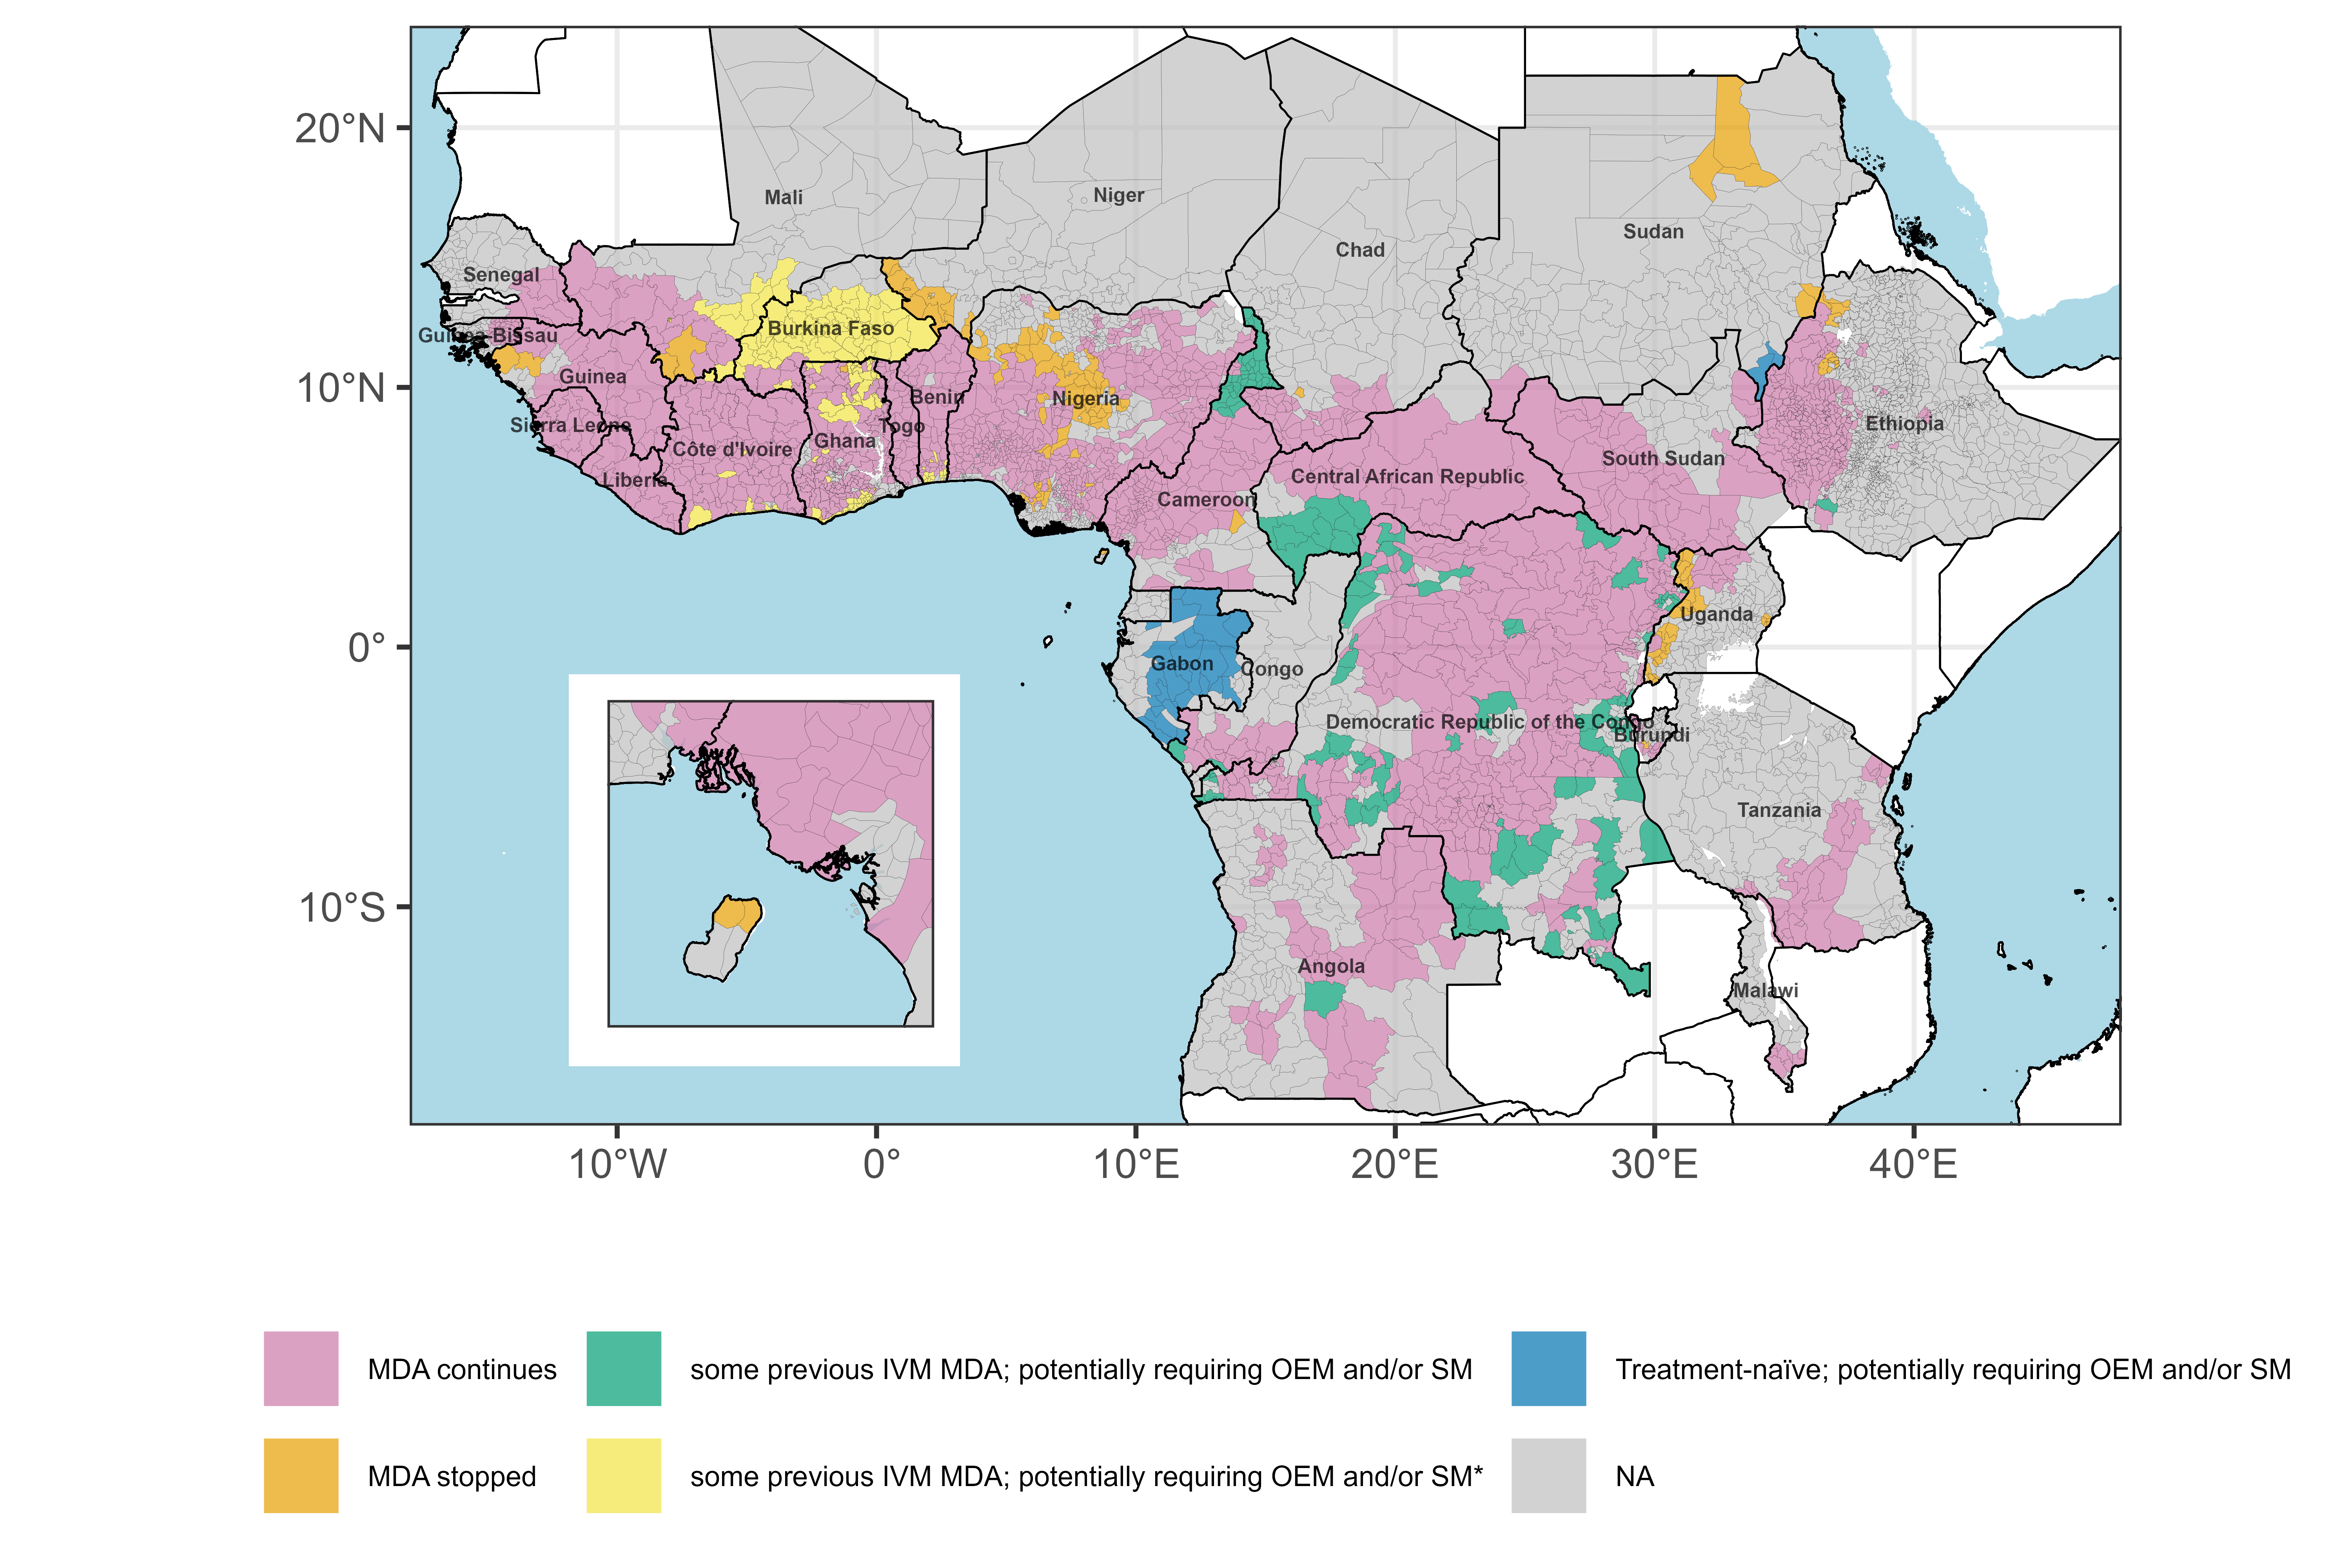 20°N
10°N
0°
10°S
Mali
Niger
Chad
Sudan
Senegal
Guinea-Bissau
Burkina Faso
Guinea
Benin
Nigeria
Sierra Leone
Togo
Ghana
Côte d'Ivoire
Liberia
Ethiopia
South Sudan
Central African Republic
Cameroon
Uganda
Gabon
Congo
Democratic Republic of the Congo
Burundi
Tanzania
Angola
Malawi
10°W
0°
10°E
20°E
30°E
40°E
MDA continues
some previous IVM MDA; potentially requiring OEM and/or SM
Treatment-naïve; potentially requiring OEM and/or SM
MDA stopped
some previous IVM MDA; potentially requiring OEM and/or SM*
NA